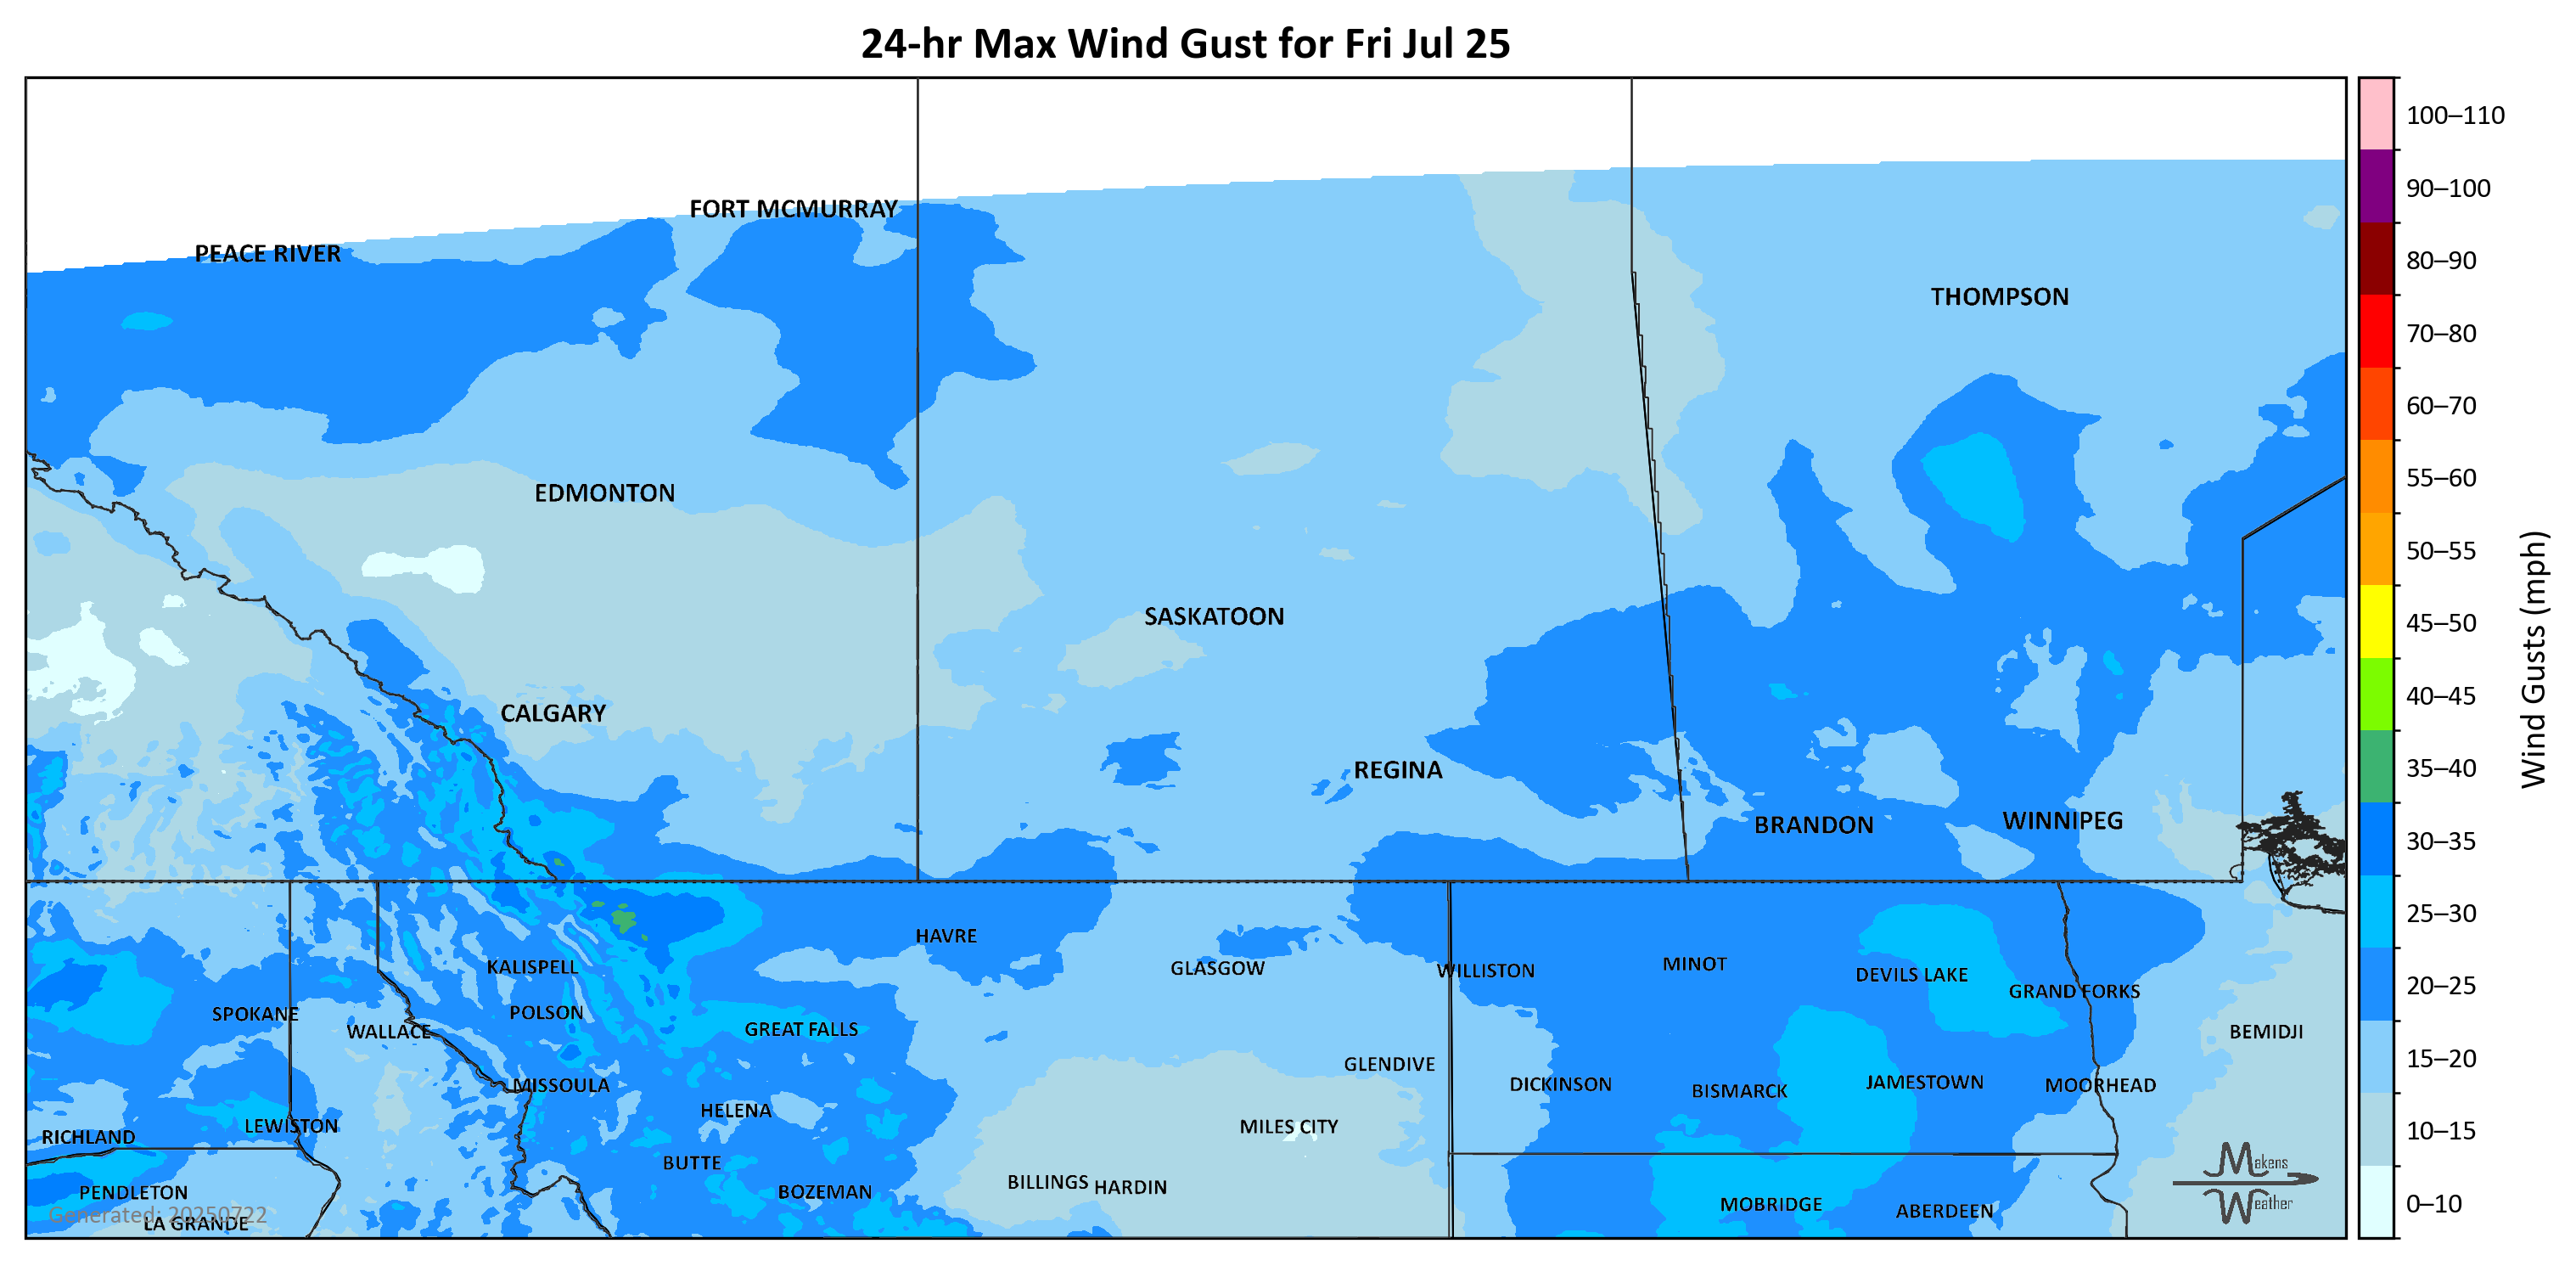 24-hr Max Wind Gust for Fri Jul 25
100–110
90–100
80–90
70–80
60–70
55–60
50–55
45–50
40–45
35–40
30–35
25–30
20–25
15–20
10–15
0–10
Wind Gusts (mph)
FORT MCMURRAY
PEACE RIVER
THOMPSON
EDMONTON
SASKATOON
CALGARY
REGINA
BRANDON
WINNIPEG
HAVRE
KALISPELL
GLASGOW
WILLISTON
MINOT
DEVILS LAKE
GRAND FORKS
SPOKANE
POLSON
WALLACE
GREAT FALLS
BEMIDJI
GLENDIVE
MISSOULA
DICKINSON
BISMARCK
JAMESTOWN
MOORHEAD
HELENA
LEWISTON
MILES CITY
RICHLAND
BUTTE
BILLINGS
HARDIN
PENDLETON
BOZEMAN
MOBRIDGE
ABERDEEN
Generated: 20250722
LA GRANDE
Makens
Weather